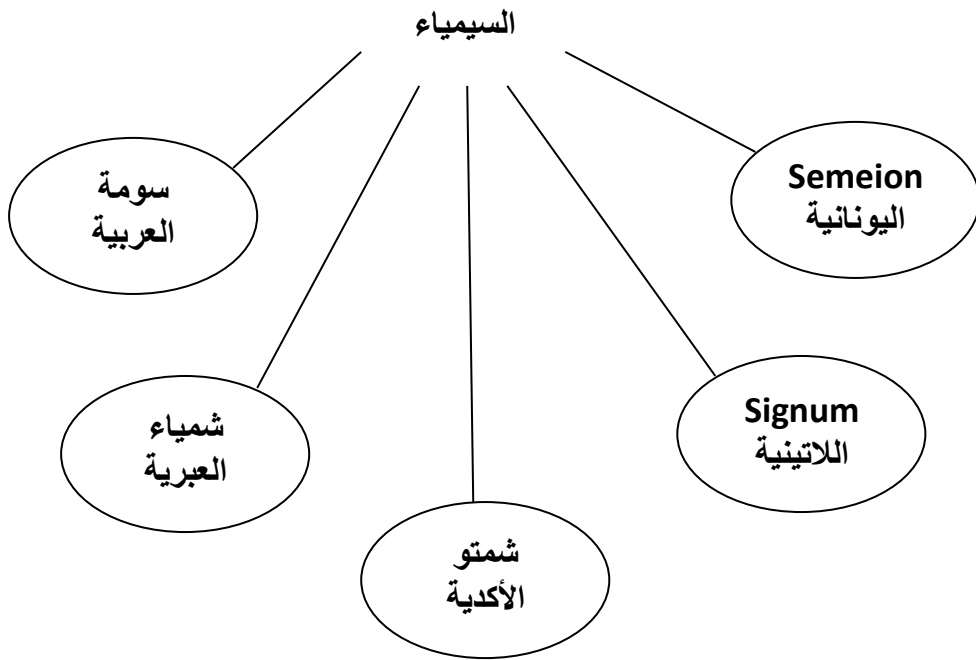 السيمياء
Semeion
اليونانية
سومة
العربية
Signum
اللاتينية
شمياء
العبرية
شمتو
الأكدية